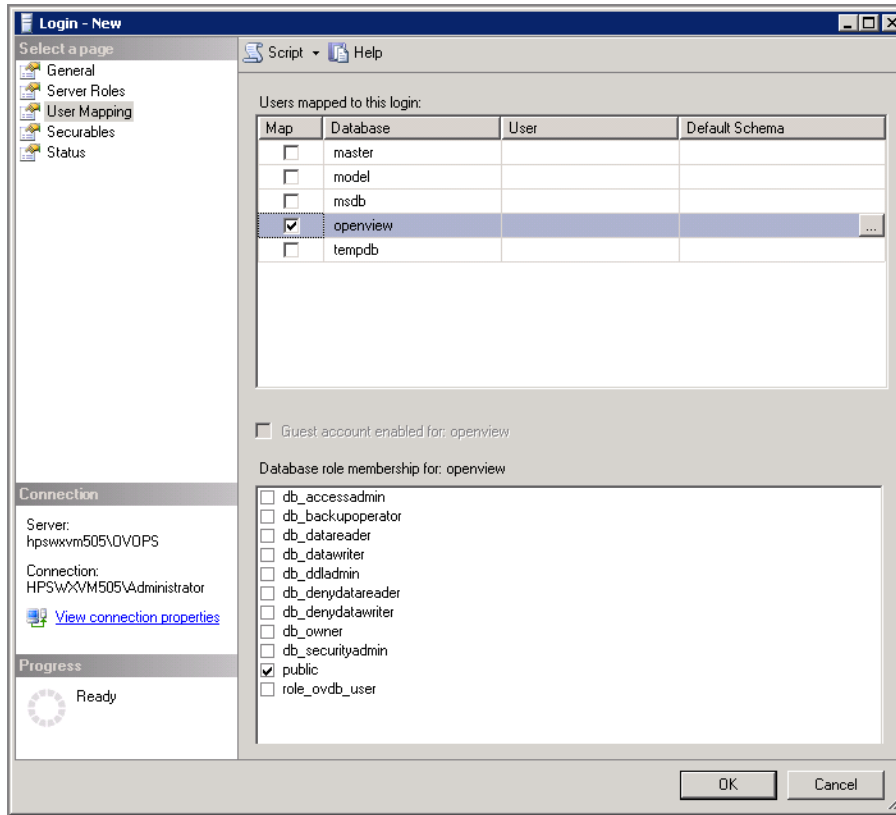 Login - New
Select a page
General
Server Roles
User Mapping
Securables
Status
Script
Help
Users mapped to this login:
Map Database User Default Schema
master
model
msdb
openview ...
tempdb
Guest account enabled for: openview
Database role membership for: openview
db_accessadmin
db_backupoperator
db_datareader
db_datawriter
db_ddladmin
db_denydatareader
db_denydatawriter
db_owner
db_securityadmin
public
role_ovdb_user
Connection
Server:
hpswxvm505\OVOPS
Connection:
HPSWXVM505\Administrator
View connection properties
Progress
Ready
OK Cancel